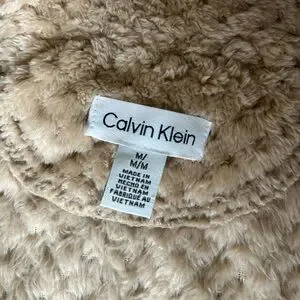 Calvin Klein
M/
M/M
MADE IN
VIETNAM
HECHO EN
VIETNAM
FABRIQUÉ AU
VIETNAM